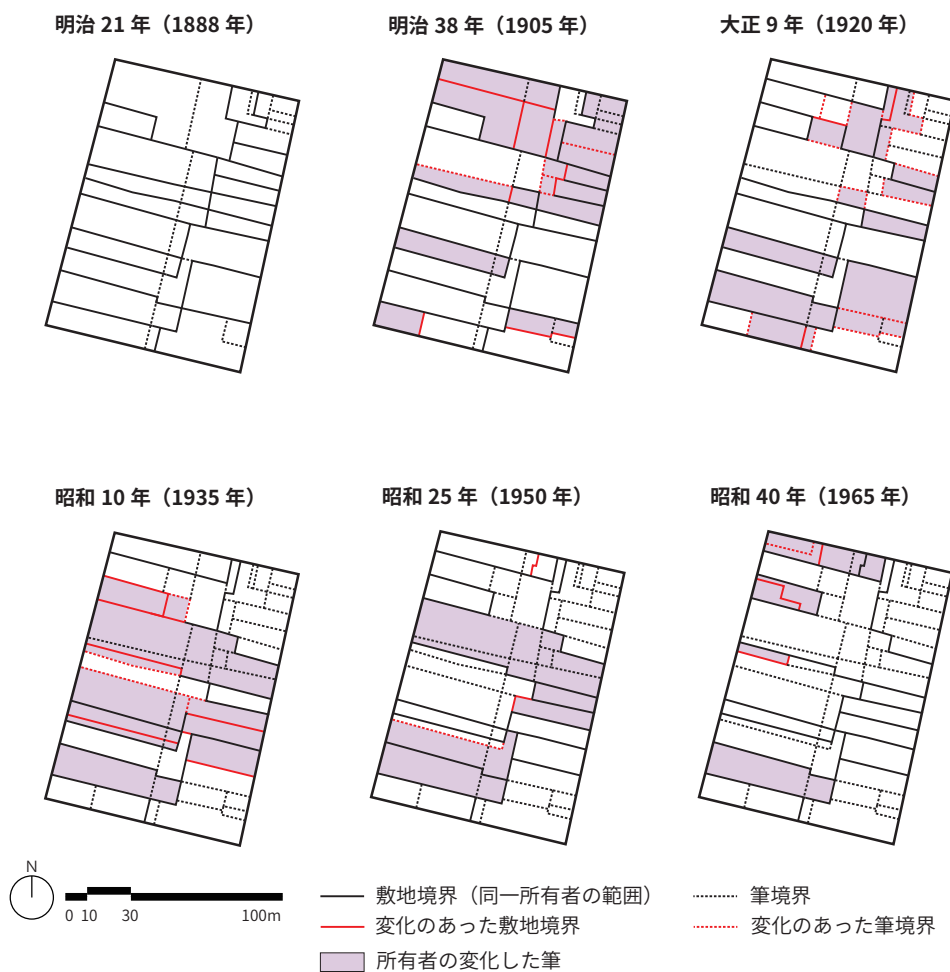 明治 21 年（1888 年）
明治 38 年（1905 年）
大正 9 年（1920 年）
昭和 10 年（1935 年）
昭和 25 年（1950 年）
昭和 40 年（1965 年）
N
0 10 30 100m
敷地境界（同一所有者の範囲）
変化のあった敷地境界
所有者の変化した筆
筆境界
変化のあった筆境界